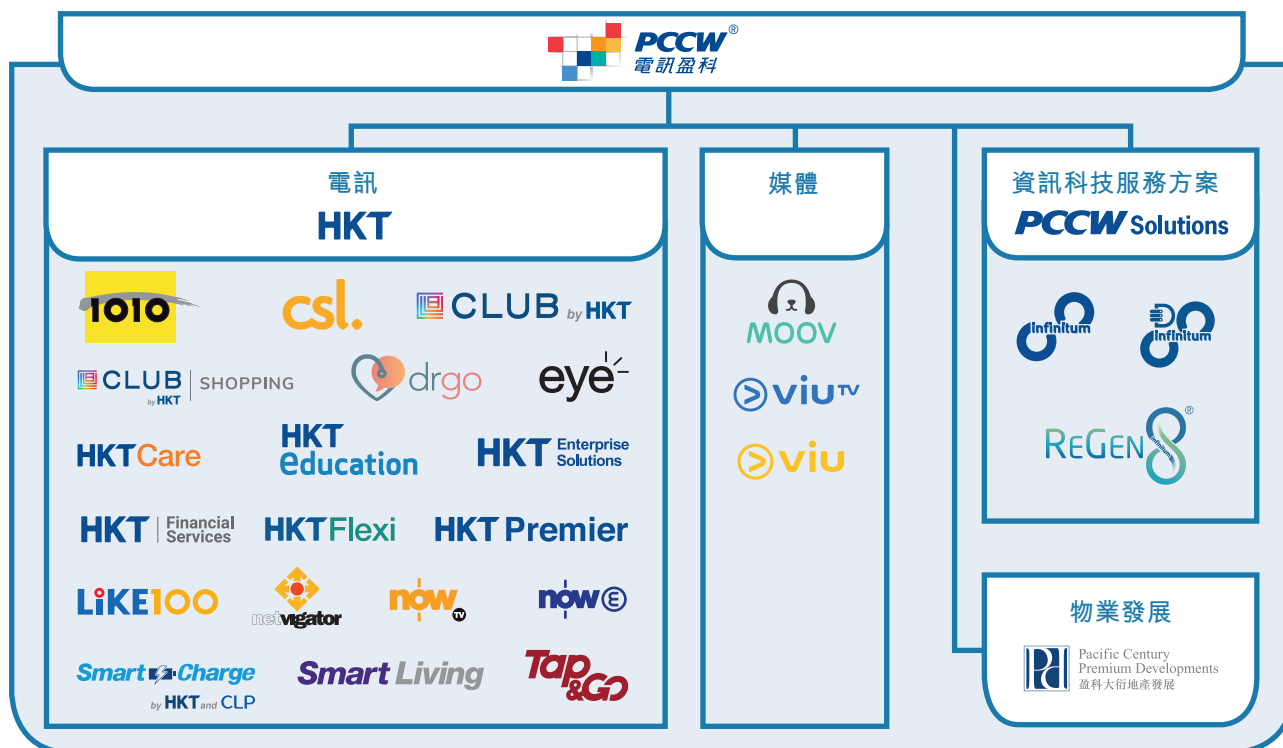 PCCW®
電訊盈科
電訊
HKT
1010
csl.
CLUB by HKT
CLUB by HKT | SHOPPING
drgo
eye
HKTCare
HKT education
HKT Enterprise Solutions
HKT | Financial Services
HKTFlexi
HKT Premier
LiKE100
netvigator
now TV
now E
Smart Charge
by HKT and CLP
Smart Living
Tap & Go
媒體
MOOV
viu TV
viu
資訊科技服務方案
PCCW Solutions
infinitum
D infinitum
REGEN8®
infinitum
物業發展
Pacific Century
Premium Developments
盈科大衍地產發展